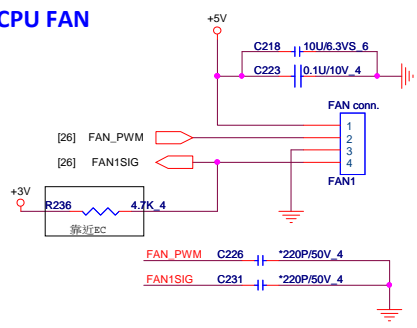 CPU FAN
+5V
C218 10U/6.3VS_6
C223 0.1U/10V_4
FAN conn.
1
[26] FAN_PWM 2
3
[26] FAN1SIG 4
FAN1
+3V
R236 4.7K_4
靠近EC
FAN_PWM C226 *220P/50V_4
FAN1SIG C231 *220P/50V_4